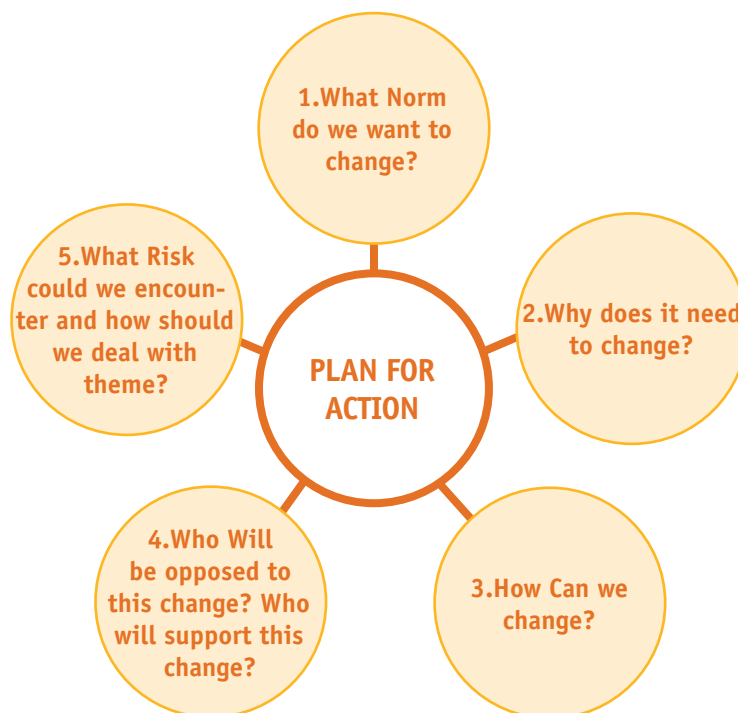 1.What Norm
do we want to
change?
2.Why does it need
to change?
3.How Can we
change?
4.Who Will
be opposed to
this change? Who
will support this
change?
5.What Risk
could we encoun-
ter and how should
we deal with
theme?
PLAN FOR
ACTION